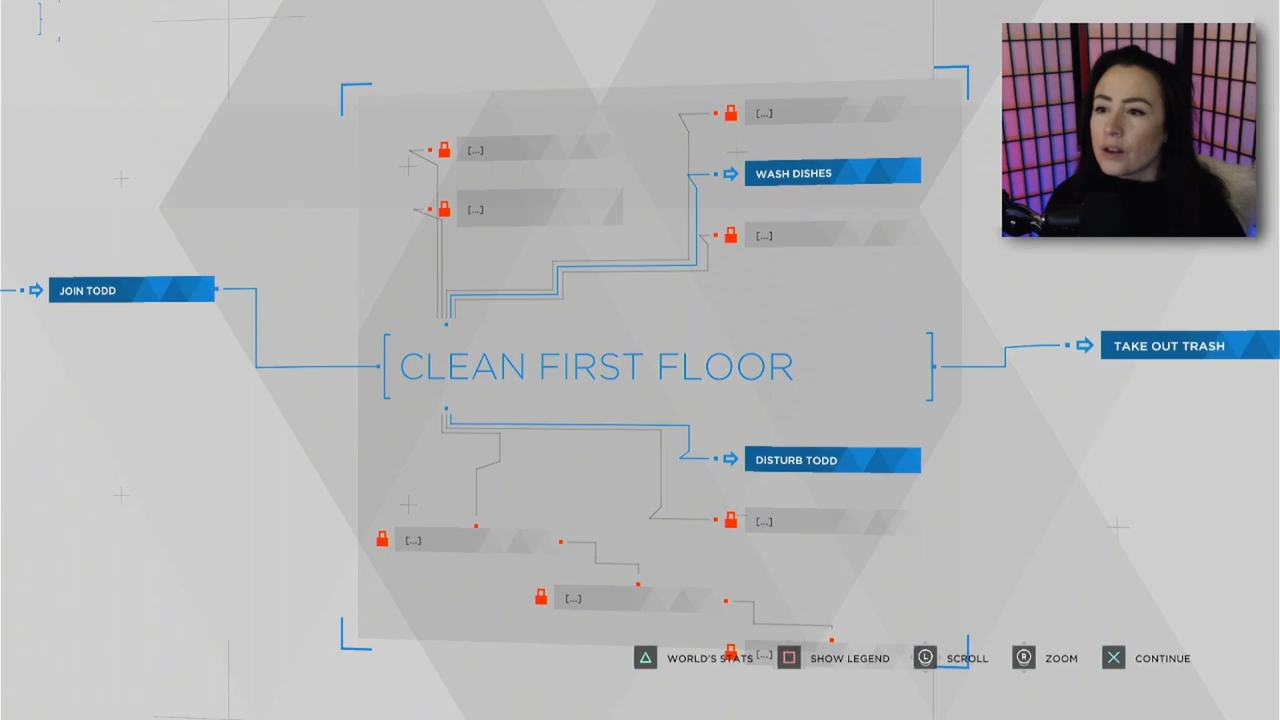 [...]
[...]
WASH DISHES
[...]
[...]
JOIN TODD
CLEAN FIRST FLOOR
TAKE OUT TRASH
DISTURB TODD
[...]
[...]
[...]
[...]
WORLD'S STATS
SHOW LEGEND
L
SCROLL
R
ZOOM
CONTINUE